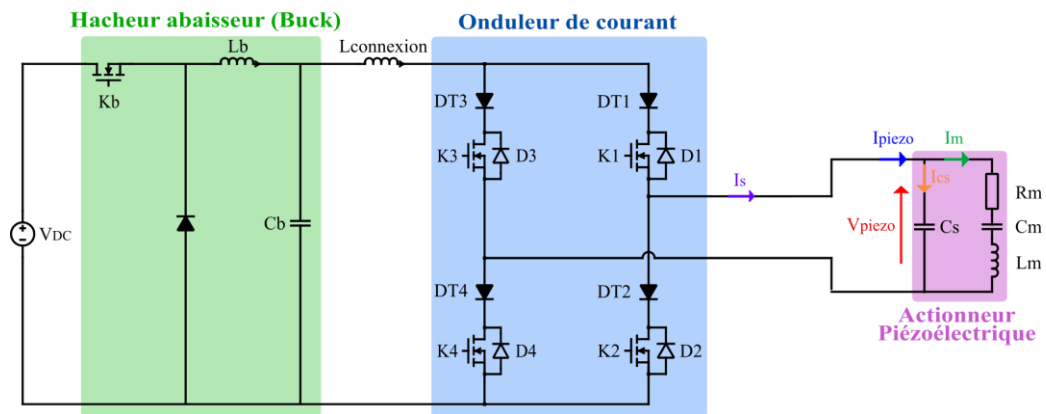 Hacheur abaisseur (Buck)
Onduleur de courant
Lb
Lconnexion
Kb
DT3
DT1
K3
D3
K1
D1
Ipiezo
Im
Is
Ics
Rm
VDC
Cb
Vpiezo
Cs
Cm
Lm
DT4
DT2
K4
D4
K2
D2
Actionneur
Piézoélectrique